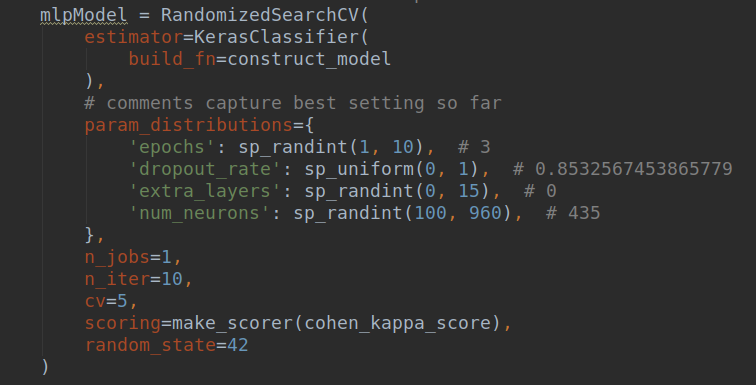 mlpModel = RandomizedSearchCV(
    estimator=KerasClassifier(
        build_fn=construct_model
    ),
    # comments capture best setting so far
    param_distributions={
        'epochs': sp_randint(1, 10),  # 3
        'dropout_rate': sp_uniform(0, 1),  # 0.8532567453865779
        'extra_layers': sp_randint(0, 15),  # 0
        'num_neurons': sp_randint(100, 960),  # 435
    },
    n_jobs=1,
    n_iter=10,
    cv=5,
    scoring=make_scorer(cohen_kappa_score),
    random_state=42
)